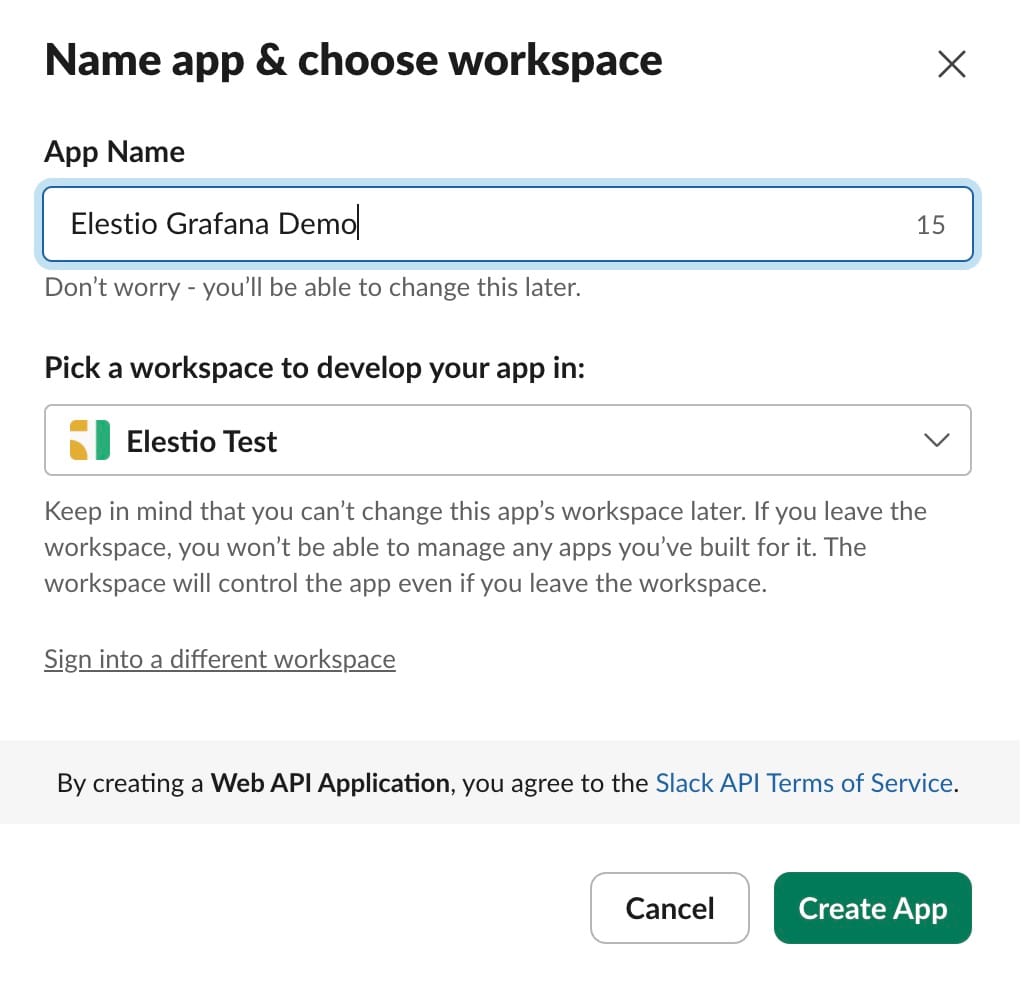 Name app & choose workspace
App Name
Elestio Grafana Demo
15
Don’t worry - you’ll be able to change this later.
Pick a workspace to develop your app in:
Elestio Test
Keep in mind that you can’t change this app’s workspace later. If you leave the
workspace, you won’t be able to manage any apps you’ve built for it. The
workspace will control the app even if you leave the workspace.
Sign into a different workspace
By creating a Web API Application, you agree to the Slack API Terms of Service.
Cancel
Create App